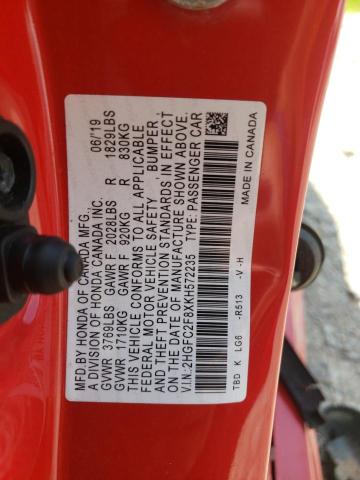 MFD.BY HONDA OF CANADA MFG.,
A DIVISION OF HONDA CANADA INC. 06/19
GVWR 3769LBS GAWR F 2028LBS R 1829LBS
GVWR 1710KG GAWR F 920KG R 830KG
THIS VEHICLE CONFORMS TO ALL APPLICABLE
FEDERAL MOTOR VEHICLE SAFETY BUMPER,
AND THEFT PREVENTION STANDARDS IN EFFECT
ON THE DATE OF MANUFACTURE SHOWN ABOVE.
V.I.N.:2HGFC2F8XKH572235 TYPE: PASSENGER CAR
TBD K LG6 -R513 -V -H
MADE IN CANADA